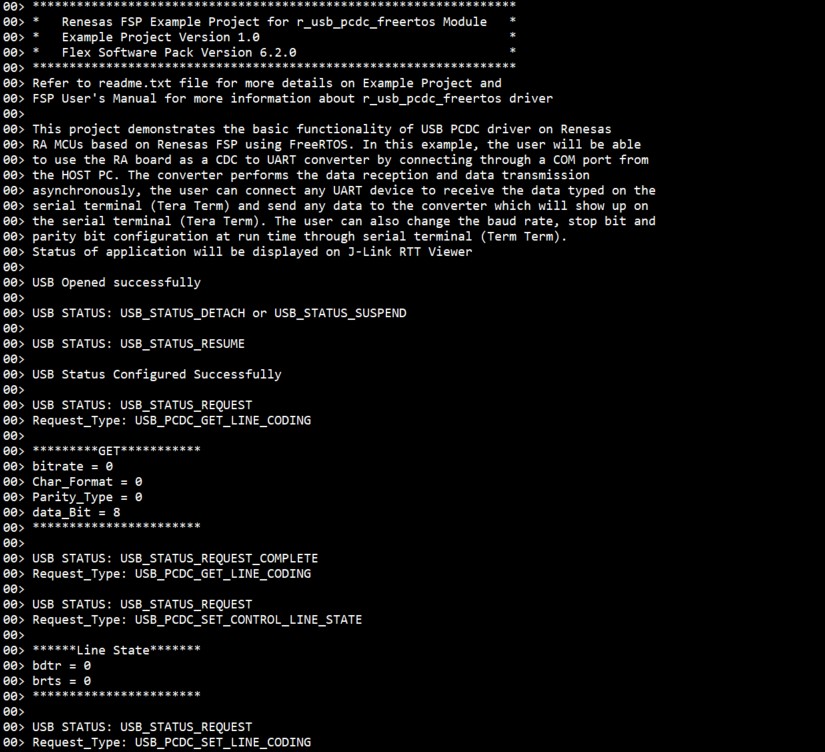 00> ******************************************************************
00> *   Renesas FSP Example Project for r_usb_pcdc_freertos Module   *
00> *   Example Project Version 1.0                                  *
00> *   Flex Software Pack Version 6.2.0                             *
00> ******************************************************************
00> Refer to readme.txt file for more details on Example Project and
00> FSP User's Manual for more information about r_usb_pcdc_freertos driver
00>
00> This project demonstrates the basic functionality of USB PCDC driver on Renesas
00> RA MCUs based on Renesas FSP using FreeRTOS. In this example, the user will be able
00> to use the RA board as a CDC to UART converter by connecting through a COM port from
00> the HOST PC. The converter performs the data reception and data transmission
00> asynchronously, the user can connect any UART device to receive the data typed on the
00> serial terminal (Tera Term) and send any data to the converter which will show up on
00> the serial terminal (Tera Term). The user can also change the baud rate, stop bit and
00> parity bit configuration at run time through serial terminal (Term Term).
00> Status of application will be displayed on J-Link RTT Viewer
00>
00> USB Opened successfully
00>
00> USB STATUS: USB_STATUS_DETACH or USB_STATUS_SUSPEND
00>
00> USB STATUS: USB_STATUS_RESUME
00>
00> USB Status Configured Successfully
00>
00> USB STATUS: USB_STATUS_REQUEST
00> Request_Type: USB_PCDC_GET_LINE_CODING
00>
00> *********GET***********
00> bitrate = 0
00> Char_Format = 0
00> Parity_Type = 0
00> data_Bit = 8
00> ***********************
00>
00> USB STATUS: USB_STATUS_REQUEST_COMPLETE
00> Request_Type: USB_PCDC_GET_LINE_CODING
00>
00> USB STATUS: USB_STATUS_REQUEST
00> Request_Type: USB_PCDC_SET_CONTROL_LINE_STATE
00>
00> ******Line State*******
00> bdtr = 0
00> brts = 0
00> ***********************
00>
00> USB STATUS: USB_STATUS_REQUEST
00> Request_Type: USB_PCDC_SET_LINE_CODING